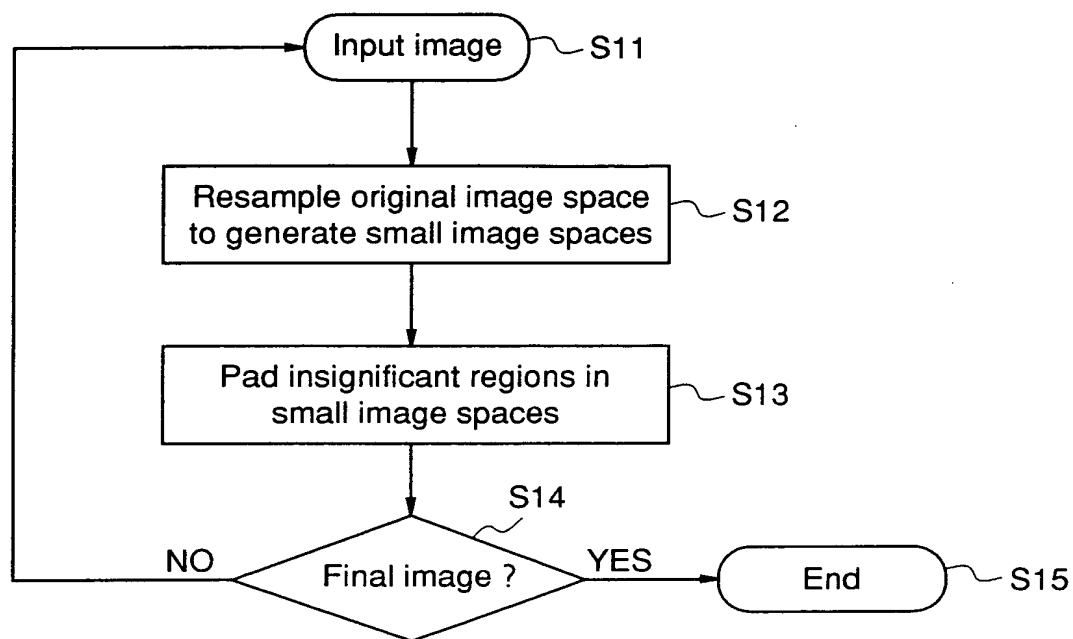 Input image
S11
Resample original image space
to generate small image spaces
S12
Pad insignificant regions in
small image spaces
S13
S14
NO
Final image ?
YES
End
S15